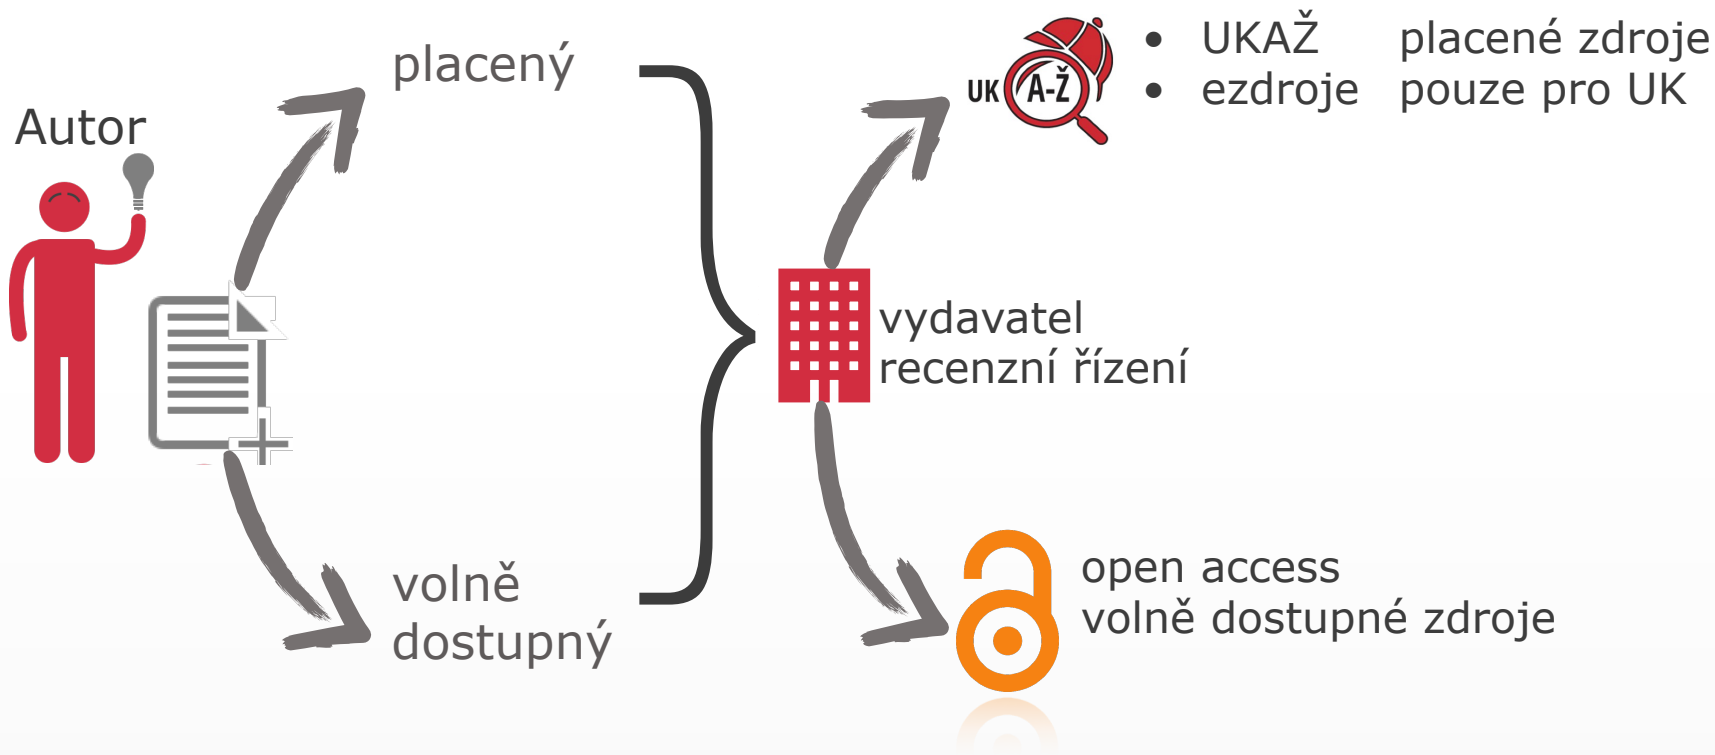 Autor
placený
volně
dostupný
vydavatel
recenzní řízení
UK A-Ž
• UKAŽ placené zdroje
• ezdroje pouze pro UK
open access
volně dostupné zdroje